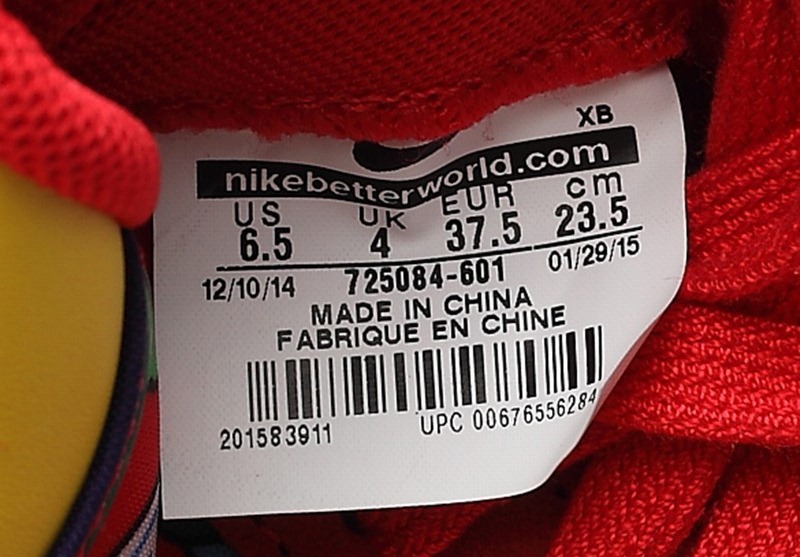 XB
nikebetterworld.com
US UK EUR cm
6.5 4 37.5 23.5
12/10/14 725084-601 01/29/15
MADE IN CHINA
FABRIQUE EN CHINE
201583911 UPC 00676556284